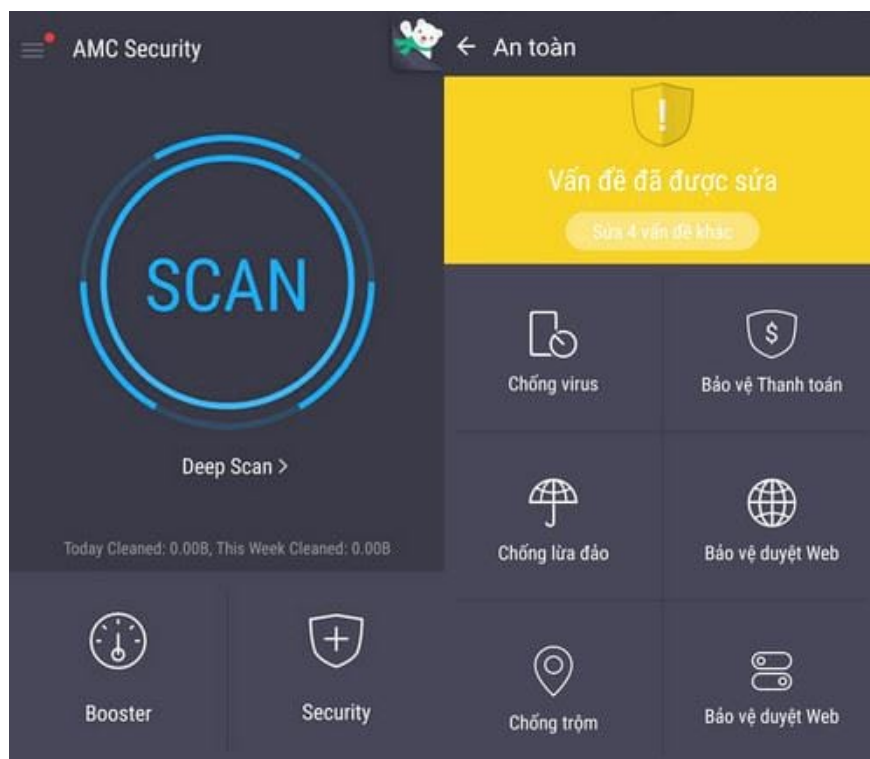 AMC Security
SCAN
Deep Scan >
Today Cleaned: 0.00B, This Week Cleaned: 0.00B
Booster
Security
An toàn
Vấn đề đã được sửa
Sửa 4 vấn đề khác
Chống virus
Bảo vệ Thanh toán
Chống lừa đảo
Bảo vệ duyệt Web
Chống trộm
Bảo vệ duyệt Web